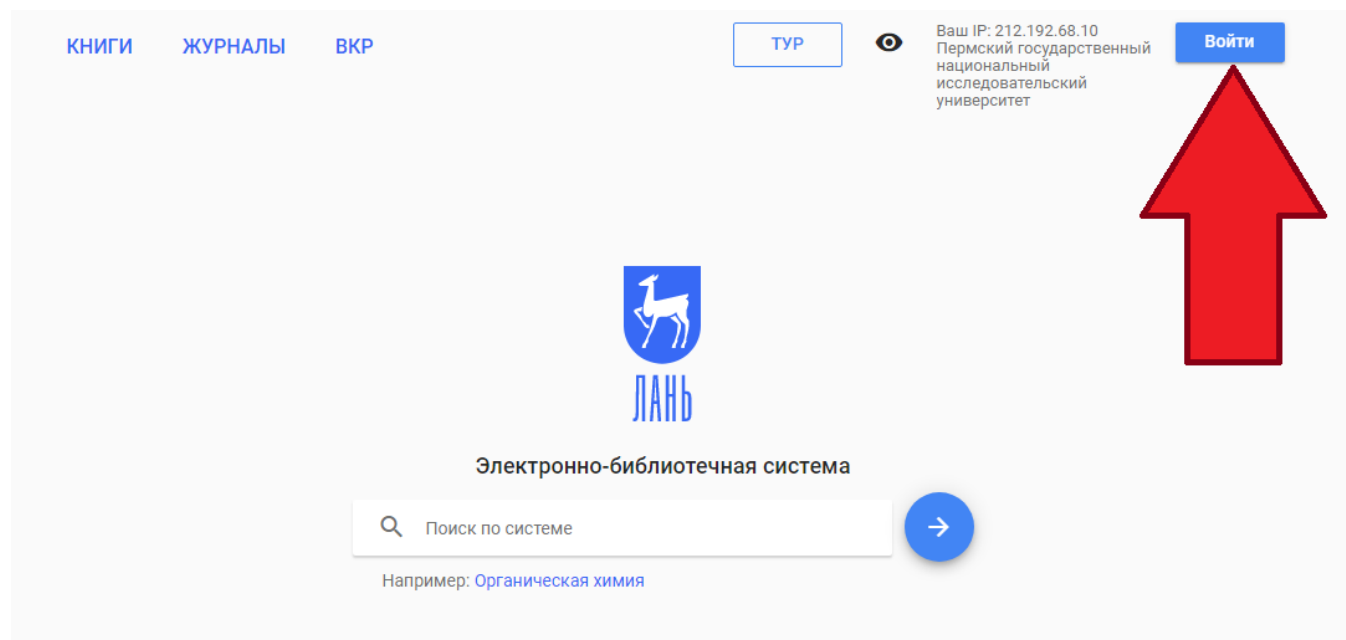 КНИГИ ЖУРНАЛЫ ВКР ТУР Ваш IP: 212.192.68.10 Войти
Пермский государственный
национальный
исследовательский
университет
ЛАНЬ
Электронно-библиотечная система
Поиск по системе
Например: Органическая химия